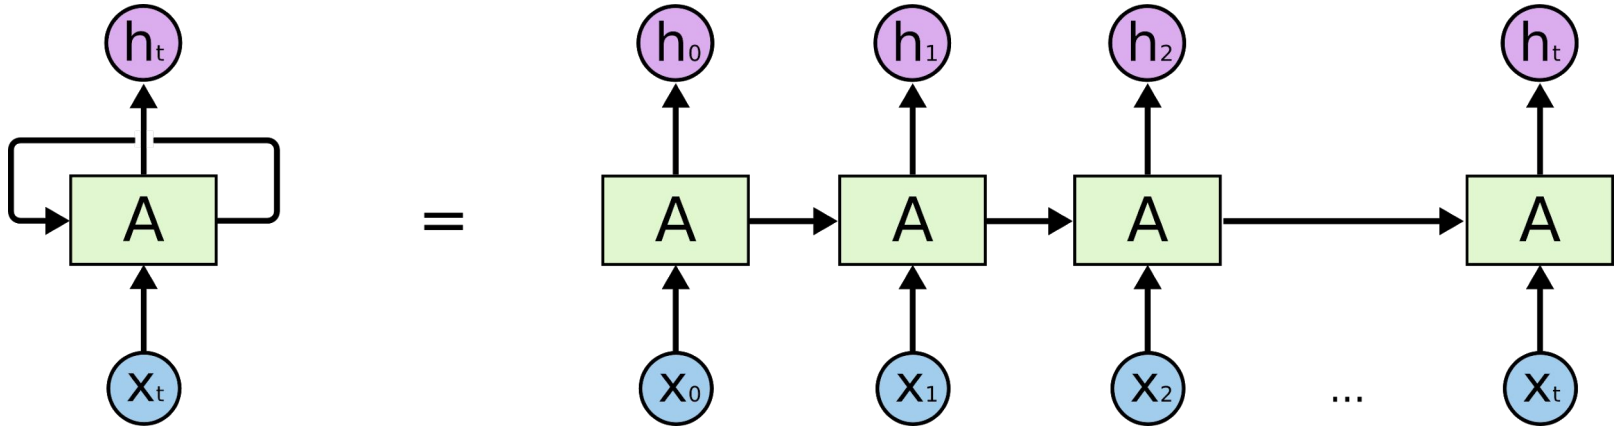 hₜ h₀ h₁ h₂ hₜ
A = A A A A
xₜ x₀ x₁ x₂ ... xₜ